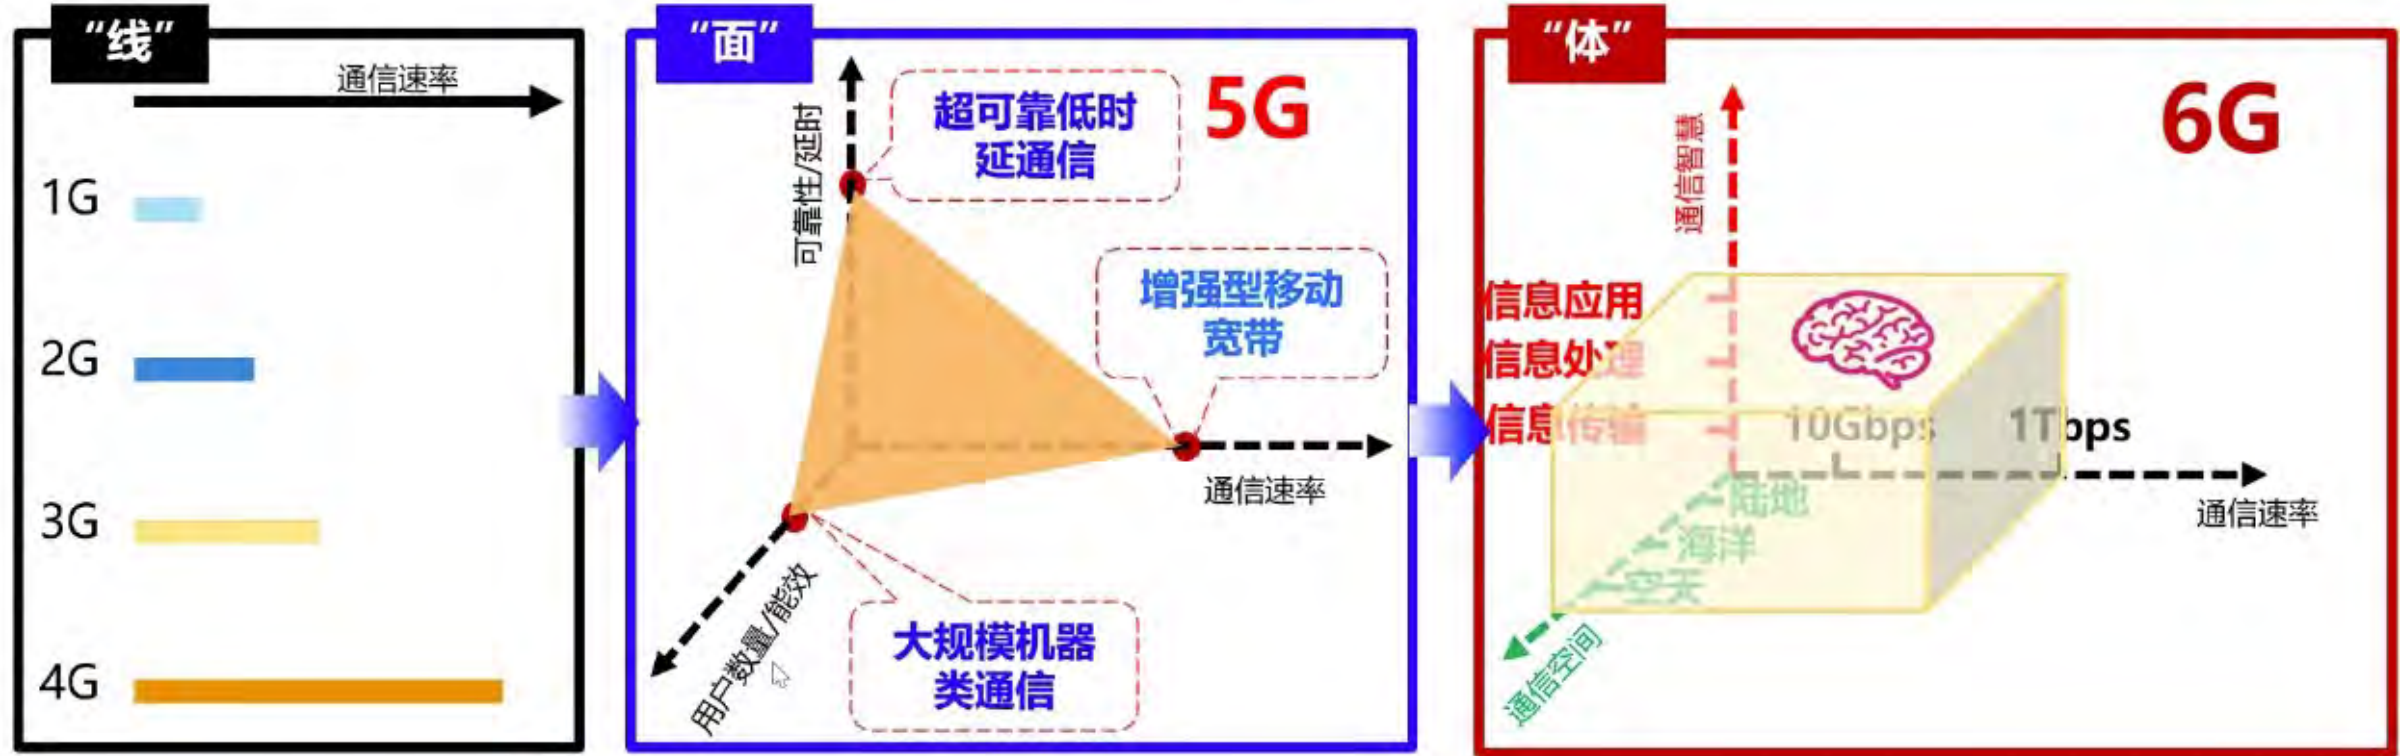 “线”
通信速率
1G
2G
3G
4G
“面”
5G
可靠性/延时
超可靠低时
延通信
增强型移动
宽带
通信速率
用户数量/能效
大规模机器
类通信
“体”
6G
通信智慧
信息应用
信息处理
信息传输
10Gbps
1Tbps
通信速率
陆地
海洋
空天
通信空间